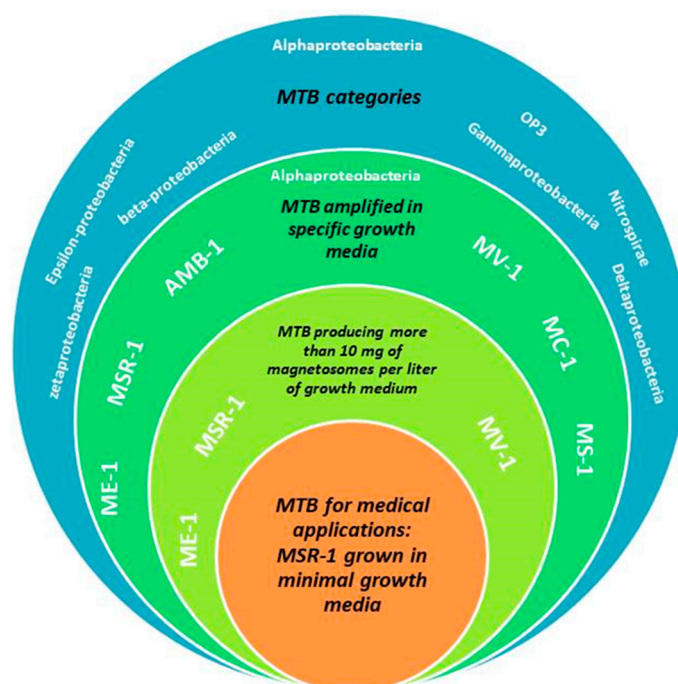 Alphaproteobacteria
MTB categories
OP3
Gammaproteobacteria
Nitrospirae
Deltaproteobacteria
beta-proteobacteria
Epsilon-proteobacteria
zetaproteobacteria
Alphaproteobacteria
MTB amplified in
specific growth
media
AMB-1
MV-1
MSR-1
MC-1
ME-1
MS-1
MTB producing more
than 10 mg of
magnetosomes per liter
of growth medium
MSR-1
MV-1
ME-1
MTB for medical
applications:
MSR-1 grown in
minimal growth
media